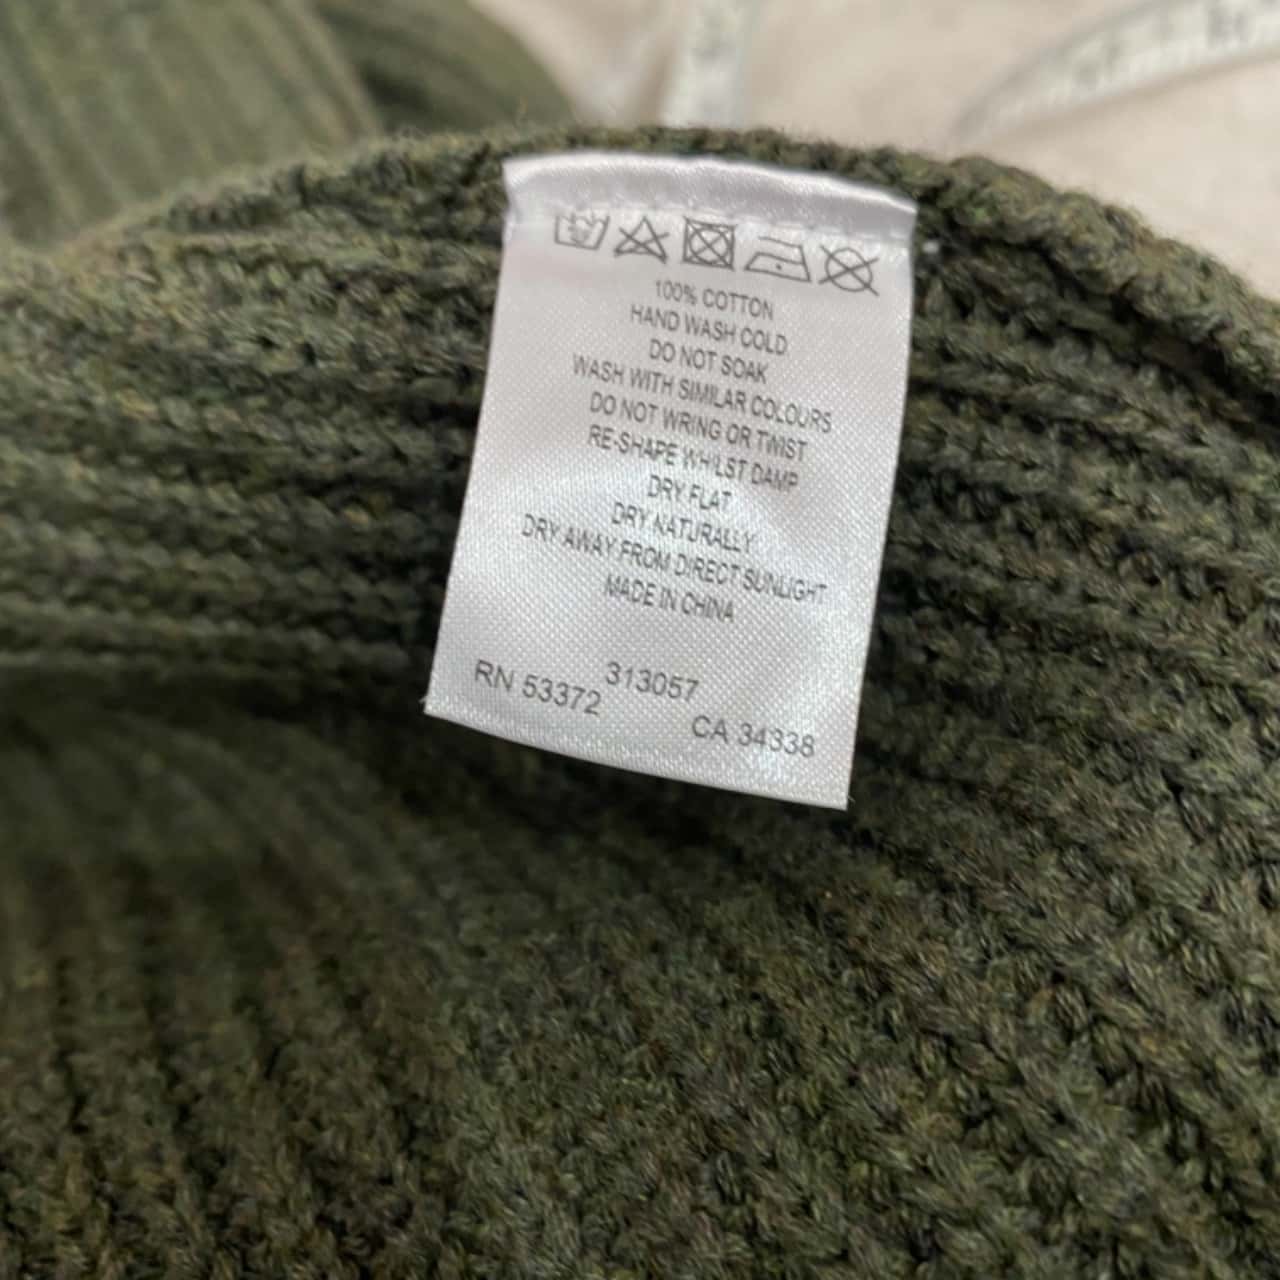 100% COTTON
HAND WASH COLD
DO NOT SOAK
WASH WITH SIMILAR COLOURS
DO NOT WRING OR TWIST
RE-SHAPE WHILST DAMP
DRY FLAT
DRY NATURALLY
DRY AWAY FROM DIRECT SUNLIGHT
MADE IN CHINA
313057
RN 53372
CA 34338